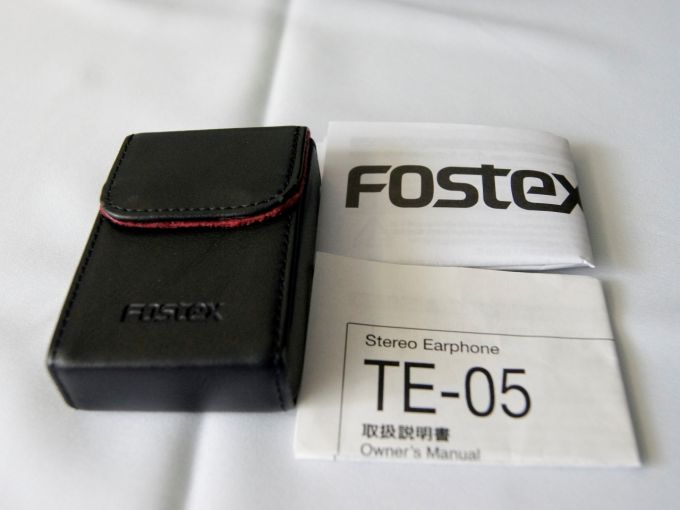 FOSTEX
FOSTEX
Stereo Earphone
TE-05
取扱説明書
Owner's Manual